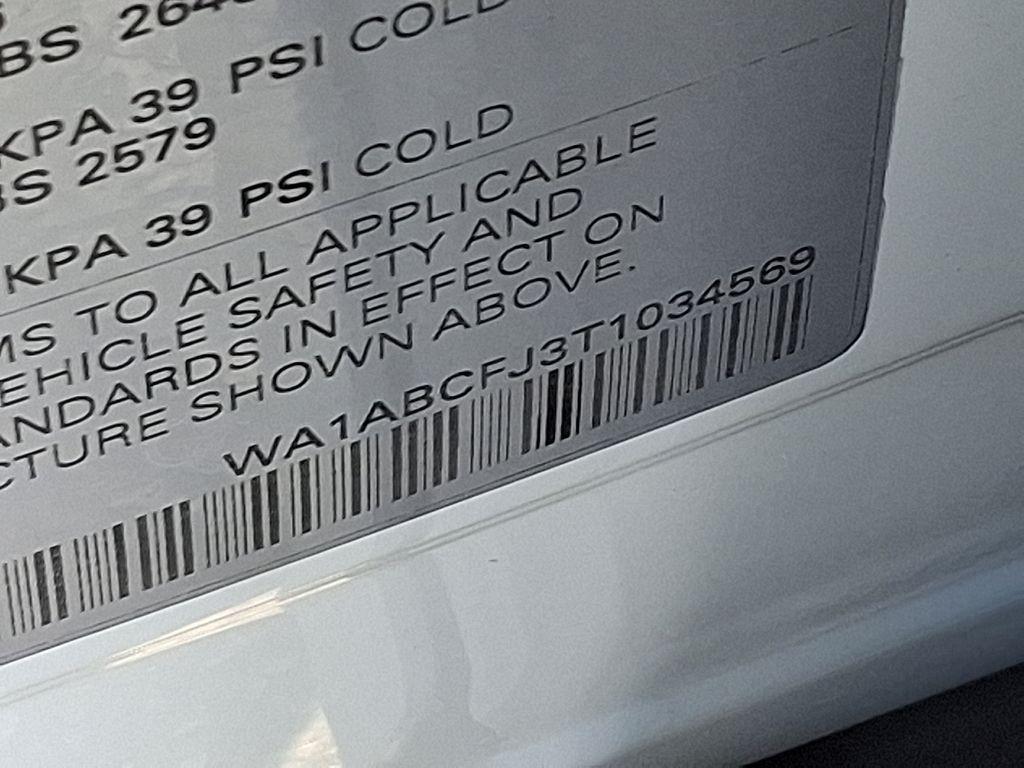 BS 264
KPA 39 PSI COLD
BS 2579
KPA 39 PSI COLD
MS TO ALL APPLICABLE
EHICLE SAFETY AND
ANDARDS IN EFFECT ON
CTURE SHOWN ABOVE.
WA1ABCFJ3T1034569